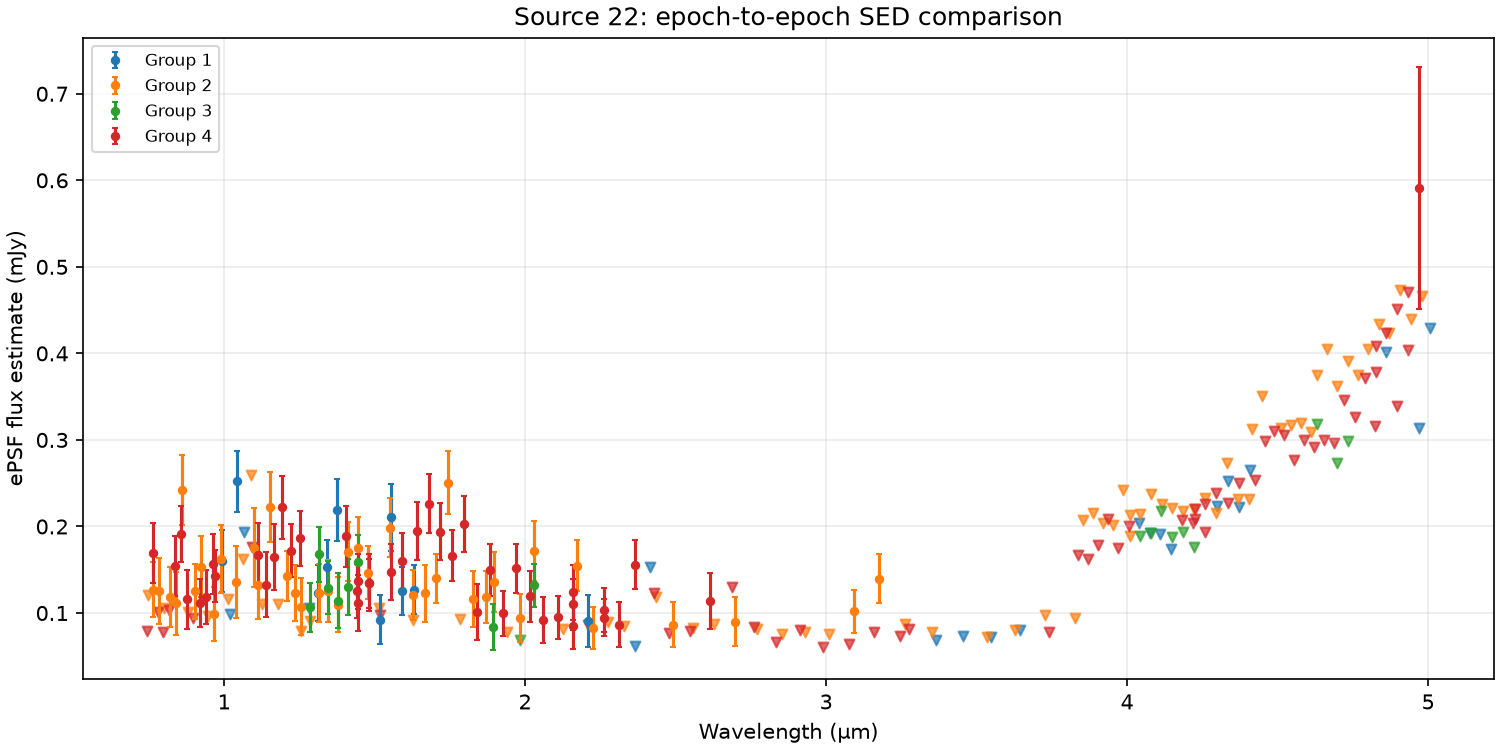 Source 22: epoch-to-epoch SED comparison
Group 1
Group 2
Group 3
Group 4
ePSF flux estimate (mJy)
0.7
0.6
0.5
0.4
0.3
0.2
0.1
1 2 3 4 5
Wavelength (μm)